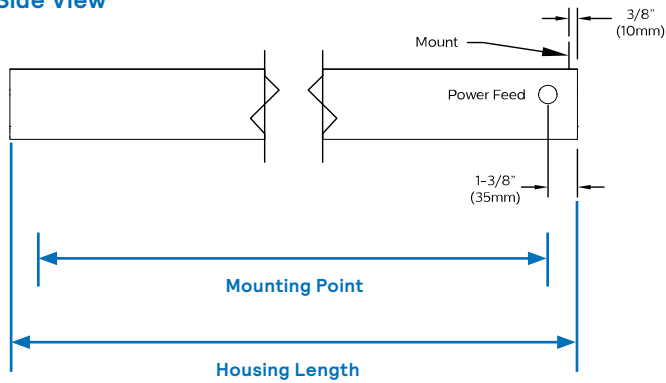 Side View
3/8"
(10mm)
Mount
Power Feed
1-3/8"
(35mm)
Mounting Point
Housing Length